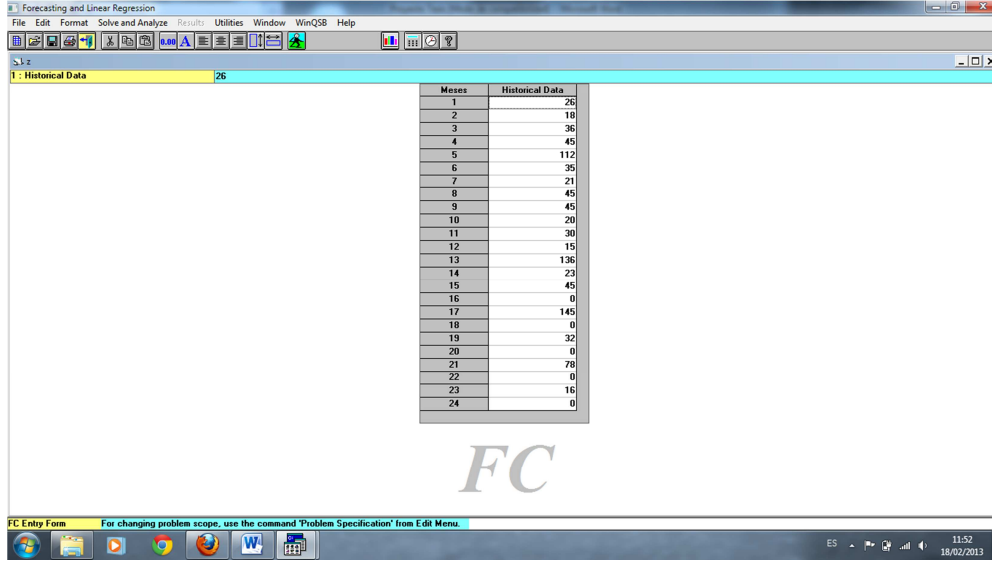 Forecasting and Linear Regression
File Edit Format Solve and Analyze Results Utilities Window WinQSB Help
0.00 A
z
1 : Historical Data 26
Meses Historical Data
1 26
2 18
3 36
4 45
5 112
6 35
7 21
8 45
9 45
10 20
11 30
12 15
13 136
14 23
15 45
16 0
17 145
18 0
19 32
20 0
21 78
22 0
23 16
24 0
FC
FC Entry Form For changing problem scope, use the command 'Problem Specification' from Edit Menu.
ES 11:52
18/02/2013